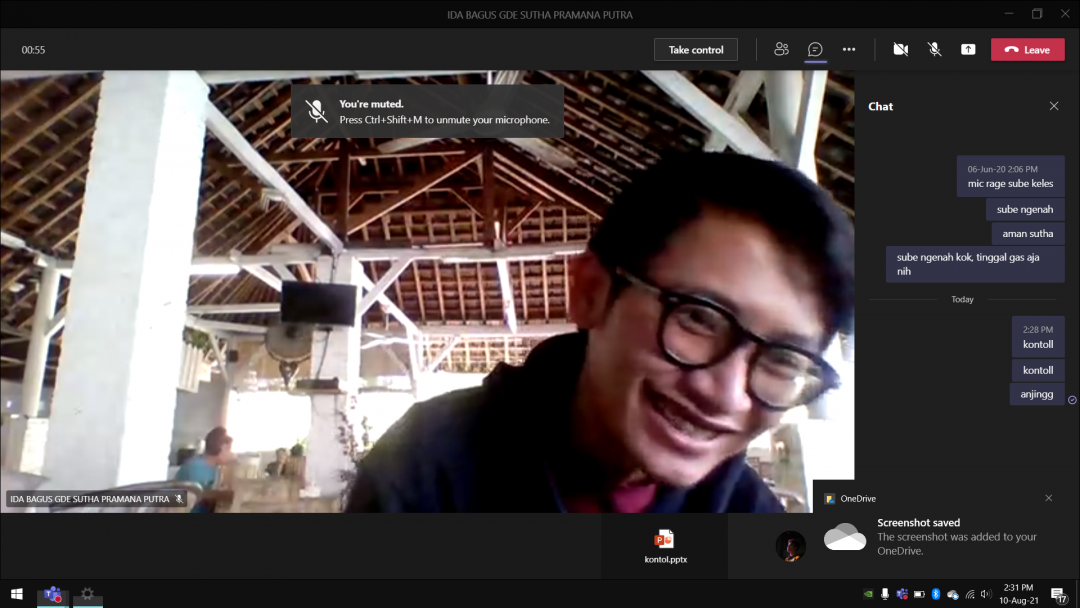 IDA BAGUS GDE SUTHA PRAMANA PUTRA
00:55
Take control
Leave
You're muted.
Press Ctrl+Shift+M to unmute your microphone.
Chat
06-Jun-20 2:06 PM
mic rage sube keles
sube ngenah
aman sutha
sube ngenah kok, tinggal gas aja
nih
Today
2:28 PM
kontoll
kontoll
anjingg
IDA BAGUS GDE SUTHA PRAMANA PUTRA
kontol.pptx
OneDrive
Screenshot saved
The screenshot was added to your
OneDrive.
2:31 PM
10-Aug-21
17